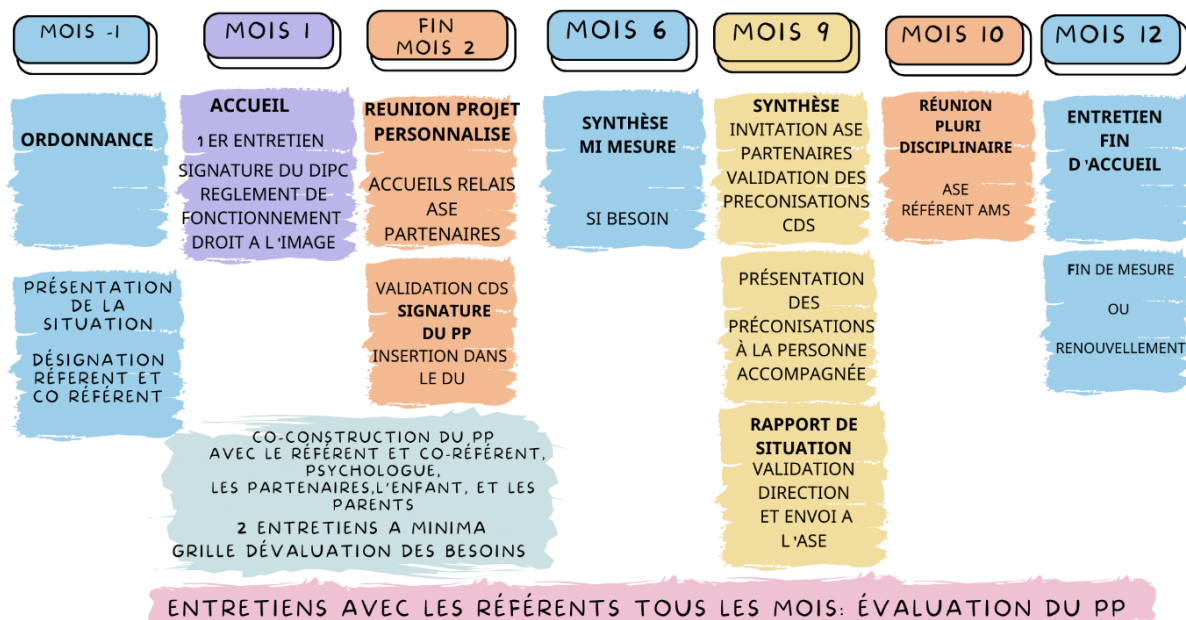 MOIS -1
ORDONNANCE
PRÉSENTATION
DE LA
SITUATION
DÉSIGNATION
RÉFERENT ET
CO RÉFÉRENT
MOIS 1
ACCUEIL
1 ER ENTRETIEN
SIGNATURE DU DIPC
REGLEMENT DE
FONCTIONNEMENT
DROIT A L'IMAGE
FIN
MOIS 2
REUNION PROJET
PERSONNALISE
ACCUEILS RELAIS
ASE
PARTENAIRES
VALIDATION CDS
SIGNATURE
DU PP
INSERTION DANS
LE DU
CO-CONSTRUCTION DU PP
AVEC LE RÉFÉRENT ET CO-RÉFÉRENT,
PSYCHOLOGUE,
LES PARTENAIRES,L'ENFANT, ET LES
PARENTS
2 ENTRETIENS A MINIMA
GRILLE DÉVALUATION DES BESOINS
MOIS 6
SYNTHÈSE
MI MESURE
SI BESOIN
MOIS 9
SYNTHÈSE
INVITATION ASE
PARTENAIRES
VALIDATION DES
PRECONISATIONS
CDS
PRÉSENTATION
DES
PRÉCONISATIONS
À LA PERSONNE
ACCOMPAGNÉE
RAPPORT DE
SITUATION
VALIDATION
DIRECTION
ET ENVOI A
L'ASE
MOIS 10
RÉUNION
PLURI
DISCIPLINAIRE
ASE
RÉFÉRENT AMS
MOIS 12
ENTRETIEN
FIN
D'ACCUEIL
FIN DE MESURE
OU
RENOUVELLEMENT
ENTRETIENS AVEC LES RÉFÉRENTS TOUS LES MOIS: ÉVALUATION DU PP